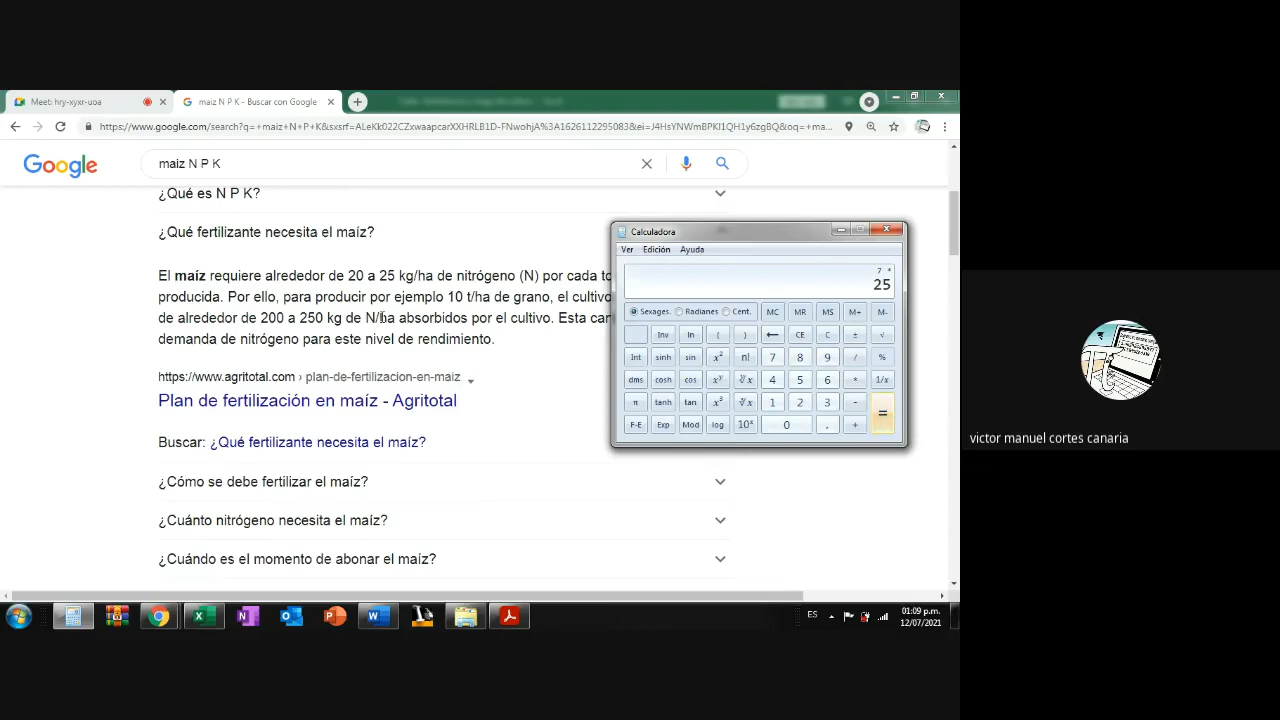 Meet: hry-xyxr-uoa
maiz N P K - Buscar con Google
https://www.google.com/search?q=+maiz+N+P+K&sxsrf=ALeKk022CZxwaapcarXXHRLB1D-FNwohjA%3A1626112295083&ei=J4HsYNWmBPKI1QH1y6zgBQ&oq=+ma...
Google
maiz N P K
¿Qué es N P K?
¿Qué fertilizante necesita el maíz?
El maíz requiere alrededor de 20 a 25 kg/ha de nitrógeno (N) por cada
producida. Por ello, para producir por ejemplo 10 t/ha de grano, el
de alrededor de 200 a 250 kg de N/ha absorbidos por el cultivo. Esta
demanda de nitrógeno para este nivel de rendimiento.
https://www.agritotal.com › plan-de-fertilizacion-en-maiz
Plan de fertilización en maíz - Agritotal
Buscar: ¿Qué fertilizante necesita el maíz?
¿Cómo se debe fertilizar el maíz?
¿Cuánto nitrógeno necesita el maíz?
¿Cuándo es el momento de abonar el maíz?
Calculadora
Ver Edición Ayuda
7 *
25
Sexages. Radianes Cent. MC MR MS M+ M-
Inv ln ( ) ← CE C ± √
Int sinh sin x² n! 7 8 9 / %
dms cosh cos xʸ ʸ√x 4 5 6 * 1/x
π tanh tan x³ ³√x 1 2 3 - =
F-E Exp Mod log 10ˣ 0 , +
ES
01:09 p.m.
12/07/2021
victor manuel cortes canaria